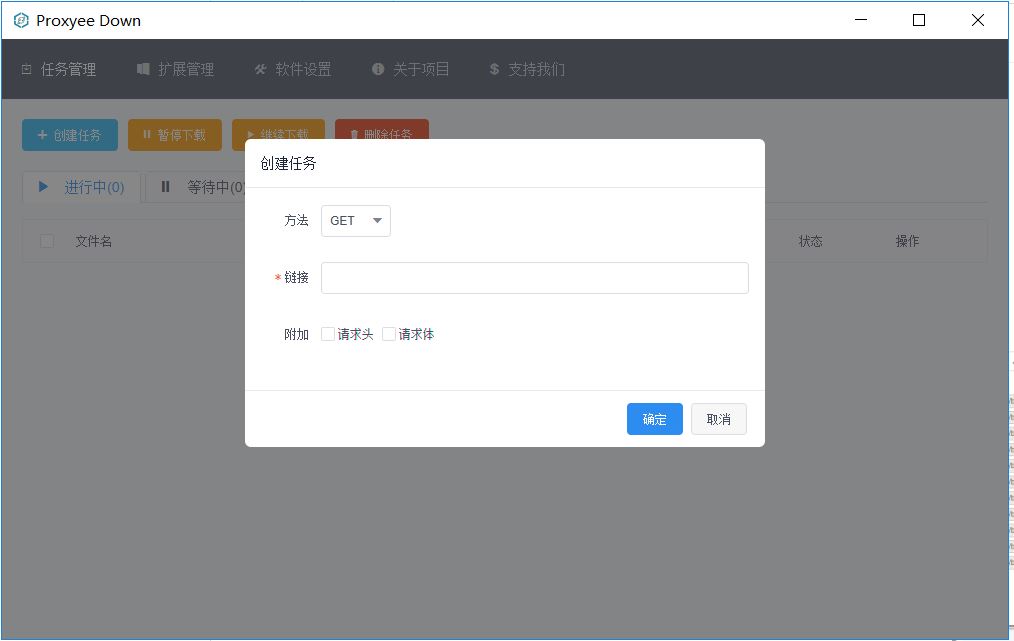 Proxyee Down
任务管理 扩展管理 软件设置 关于项目 $ 支持我们
创建任务 暂停下载 继续下载 删除任务
创建任务
进行中(0) 等待中(0)
方法 GET
文件名 状态 操作
* 链接
附加 请求头 请求体
确定 取消